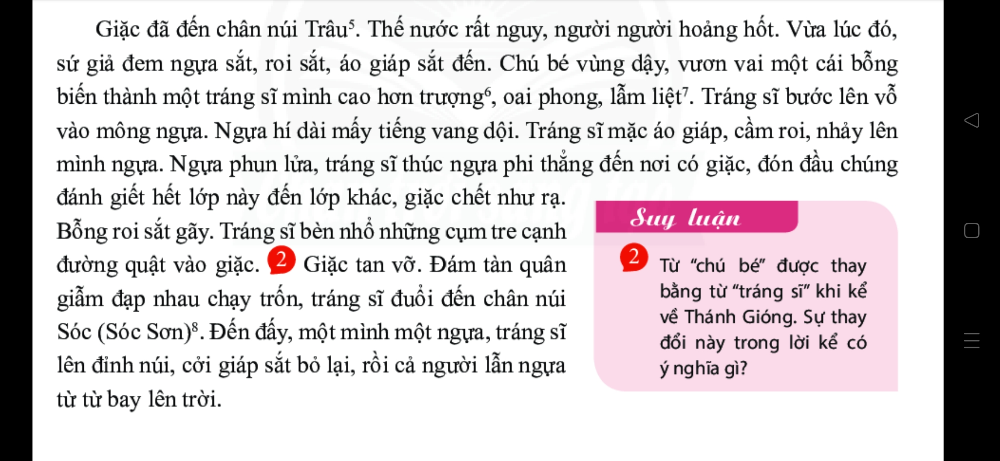 Giặc đã đến chân núi Trâu⁵. Thế nước rất nguy, người người hoảng hốt. Vừa lúc đó,
sứ giả đem ngựa sắt, roi sắt, áo giáp sắt đến. Chú bé vùng dậy, vươn vai một cái bỗng
biến thành một tráng sĩ mình cao hơn trượng⁶, oai phong, lẫm liệt⁷. Tráng sĩ bước lên vỗ
vào mông ngựa. Ngựa hí dài mấy tiếng vang dội. Tráng sĩ mặc áo giáp, cầm roi, nhảy lên
mình ngựa. Ngựa phun lửa, tráng sĩ thúc ngựa phi thẳng đến nơi có giặc, đón đầu chúng
đánh giết hết lớp này đến lớp khác, giặc chết như rạ.
Bỗng roi sắt gãy. Tráng sĩ bèn nhổ những cụm tre cạnh
đường quật vào giặc. 2 Giặc tan vỡ. Đám tàn quân
giẫm đạp nhau chạy trốn, tráng sĩ đuổi đến chân núi
Sóc (Sóc Sơn)⁸. Đến đấy, một mình một ngựa, tráng sĩ
lên đỉnh núi, cởi giáp sắt bỏ lại, rồi cả người lẫn ngựa
từ từ bay lên trời.
Suy luận
2 Từ “chú bé” được thay
bằng từ “tráng sĩ” khi kể
về Thánh Gióng. Sự thay
đổi này trong lời kể có
ý nghĩa gì?
Chân trời sáng tạo